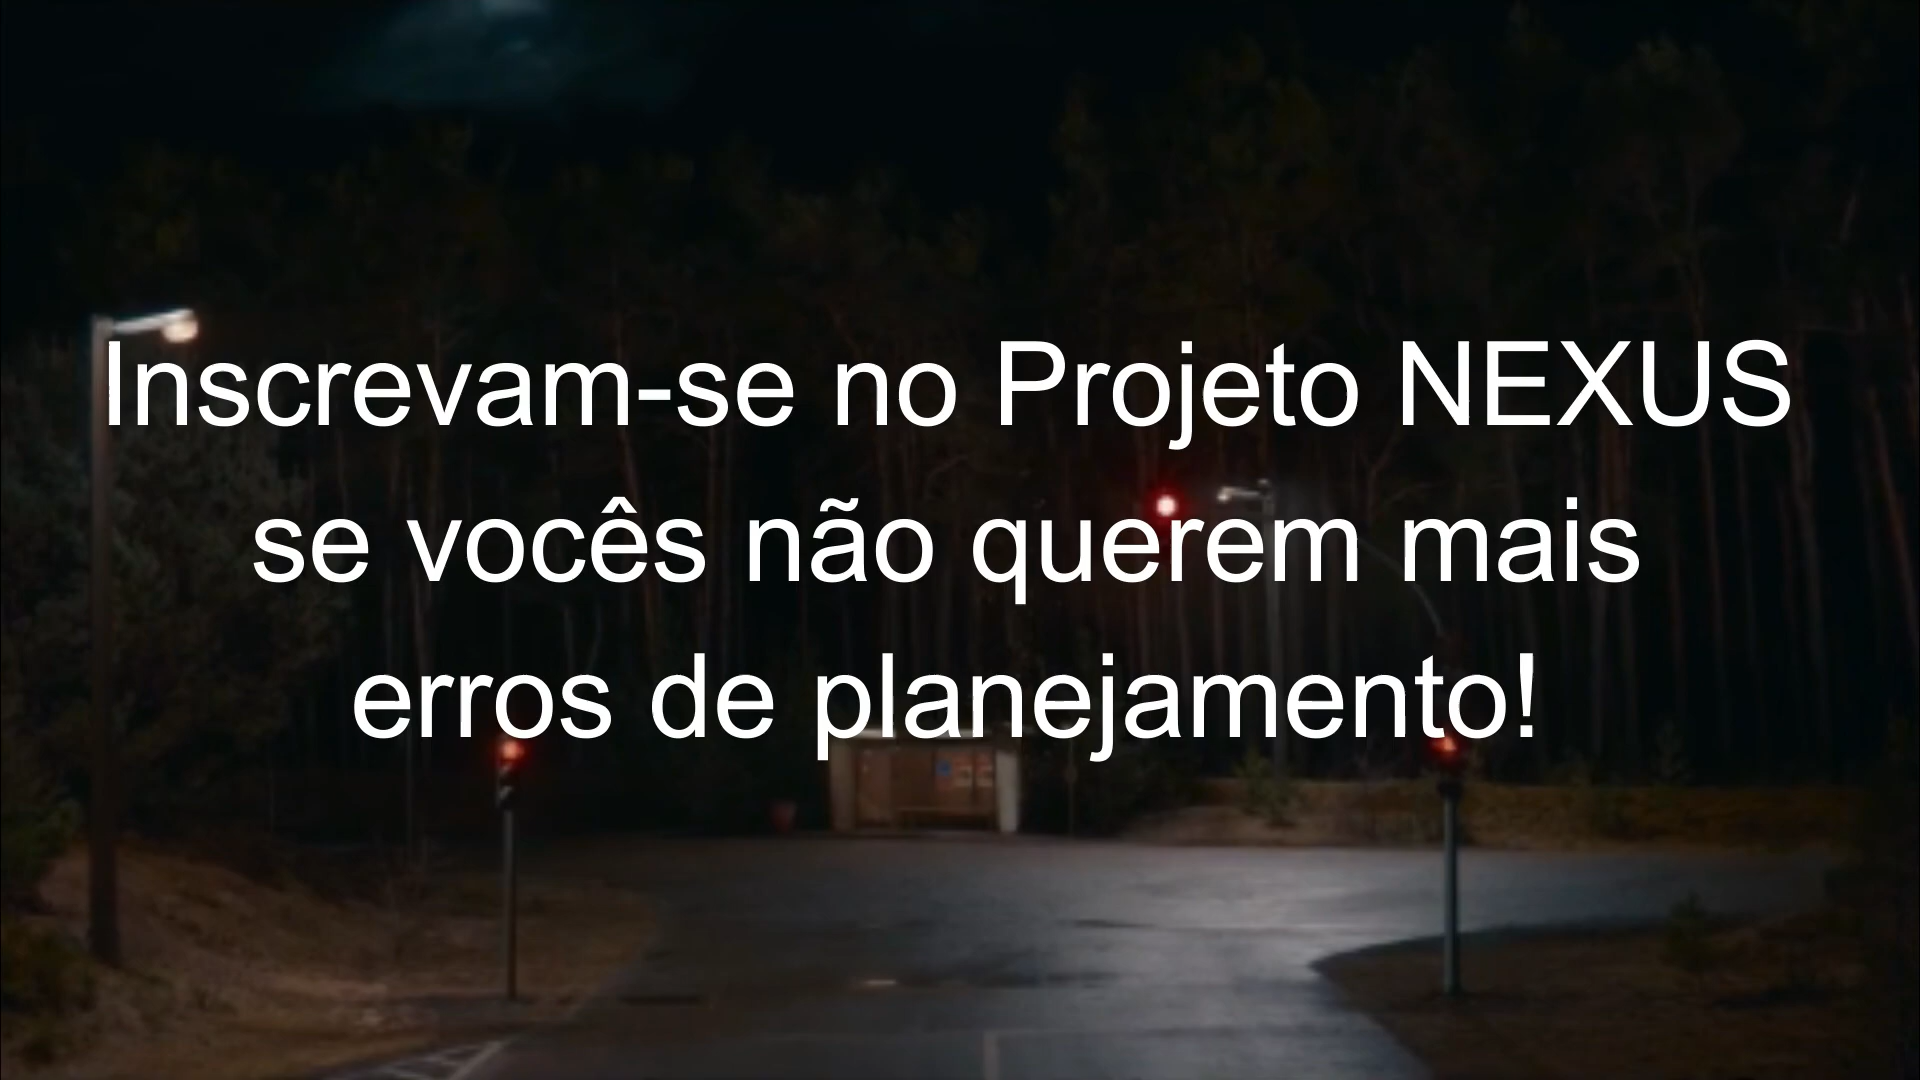 Inscrevam-se no Projeto NEXUS
se vocês não querem mais
erros de planejamento!